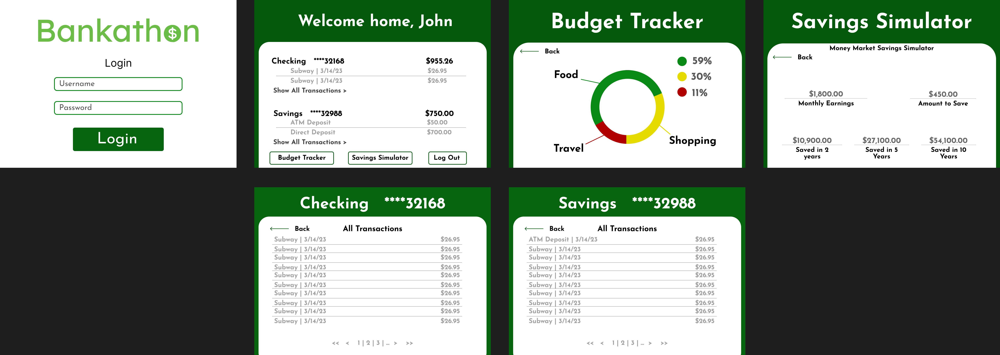 Bankathon
Login
Username
Password
Login
Welcome home, John
Checking ****32168 $955.26
Subway | 3/14/23 $26.95
Subway | 3/14/23 $26.95
Show All Transactions >
Savings ****32988 $750.00
ATM Deposit $50.00
Direct Deposit $700.00
Show All Transactions >
Budget Tracker Savings Simulator Log Out
Budget Tracker
Back
59%
30%
11%
Food
Shopping
Travel
Savings Simulator
Money Market Savings Simulator
Back
$1,800.00 $450.00
Monthly Earnings Amount to Save
$10,900.00 $27,100.00 $54,100.00
Saved in 2 Saved in 5 Saved in 10
years Years Years
Checking ****32168
Back All Transactions
Subway | 3/14/23 $26.95
Subway | 3/14/23 $26.95
Subway | 3/14/23 $26.95
Subway | 3/14/23 $26.95
Subway | 3/14/23 $26.95
Subway | 3/14/23 $26.95
Subway | 3/14/23 $26.95
Subway | 3/14/23 $26.95
Subway | 3/14/23 $26.95
Subway | 3/14/23 $26.95
<< < 1 | 2 | 3 | ... > >>
Savings ****32988
Back All Transactions
ATM Deposit | 3/14/23 $26.95
Subway | 3/14/23 $26.95
Subway | 3/14/23 $26.95
Subway | 3/14/23 $26.95
Subway | 3/14/23 $26.95
Subway | 3/14/23 $26.95
Subway | 3/14/23 $26.95
Subway | 3/14/23 $26.95
Subway | 3/14/23 $26.95
Subway | 3/14/23 $26.95
<< < 1 | 2 | 3 | ... > >>